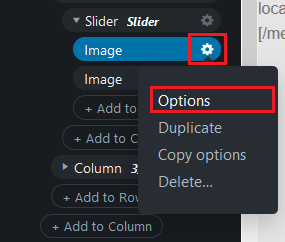 Slider Slider
loca
Image
[/me
Image
Options
+ Add to
Duplicate
+ Add to C
Copy options
Column 3
Delete...
+ Add to Row
+ Add to Column